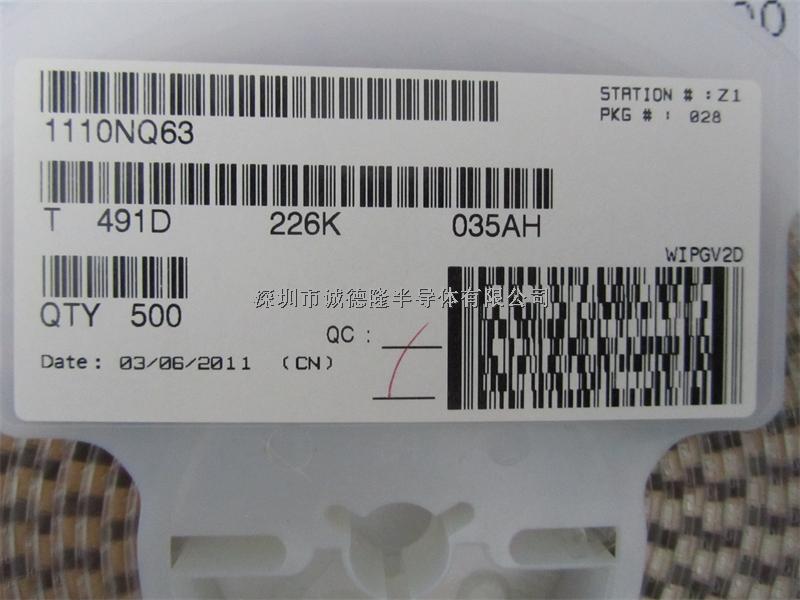 00
STATION # : Z1
PKG # : 028
1110NQ63
T 491D 226K 035AH
WIPGV2D
深圳市诚德隆半导体有限公司
QTY 500
QC :
Date : 03/06/2011 (CN)